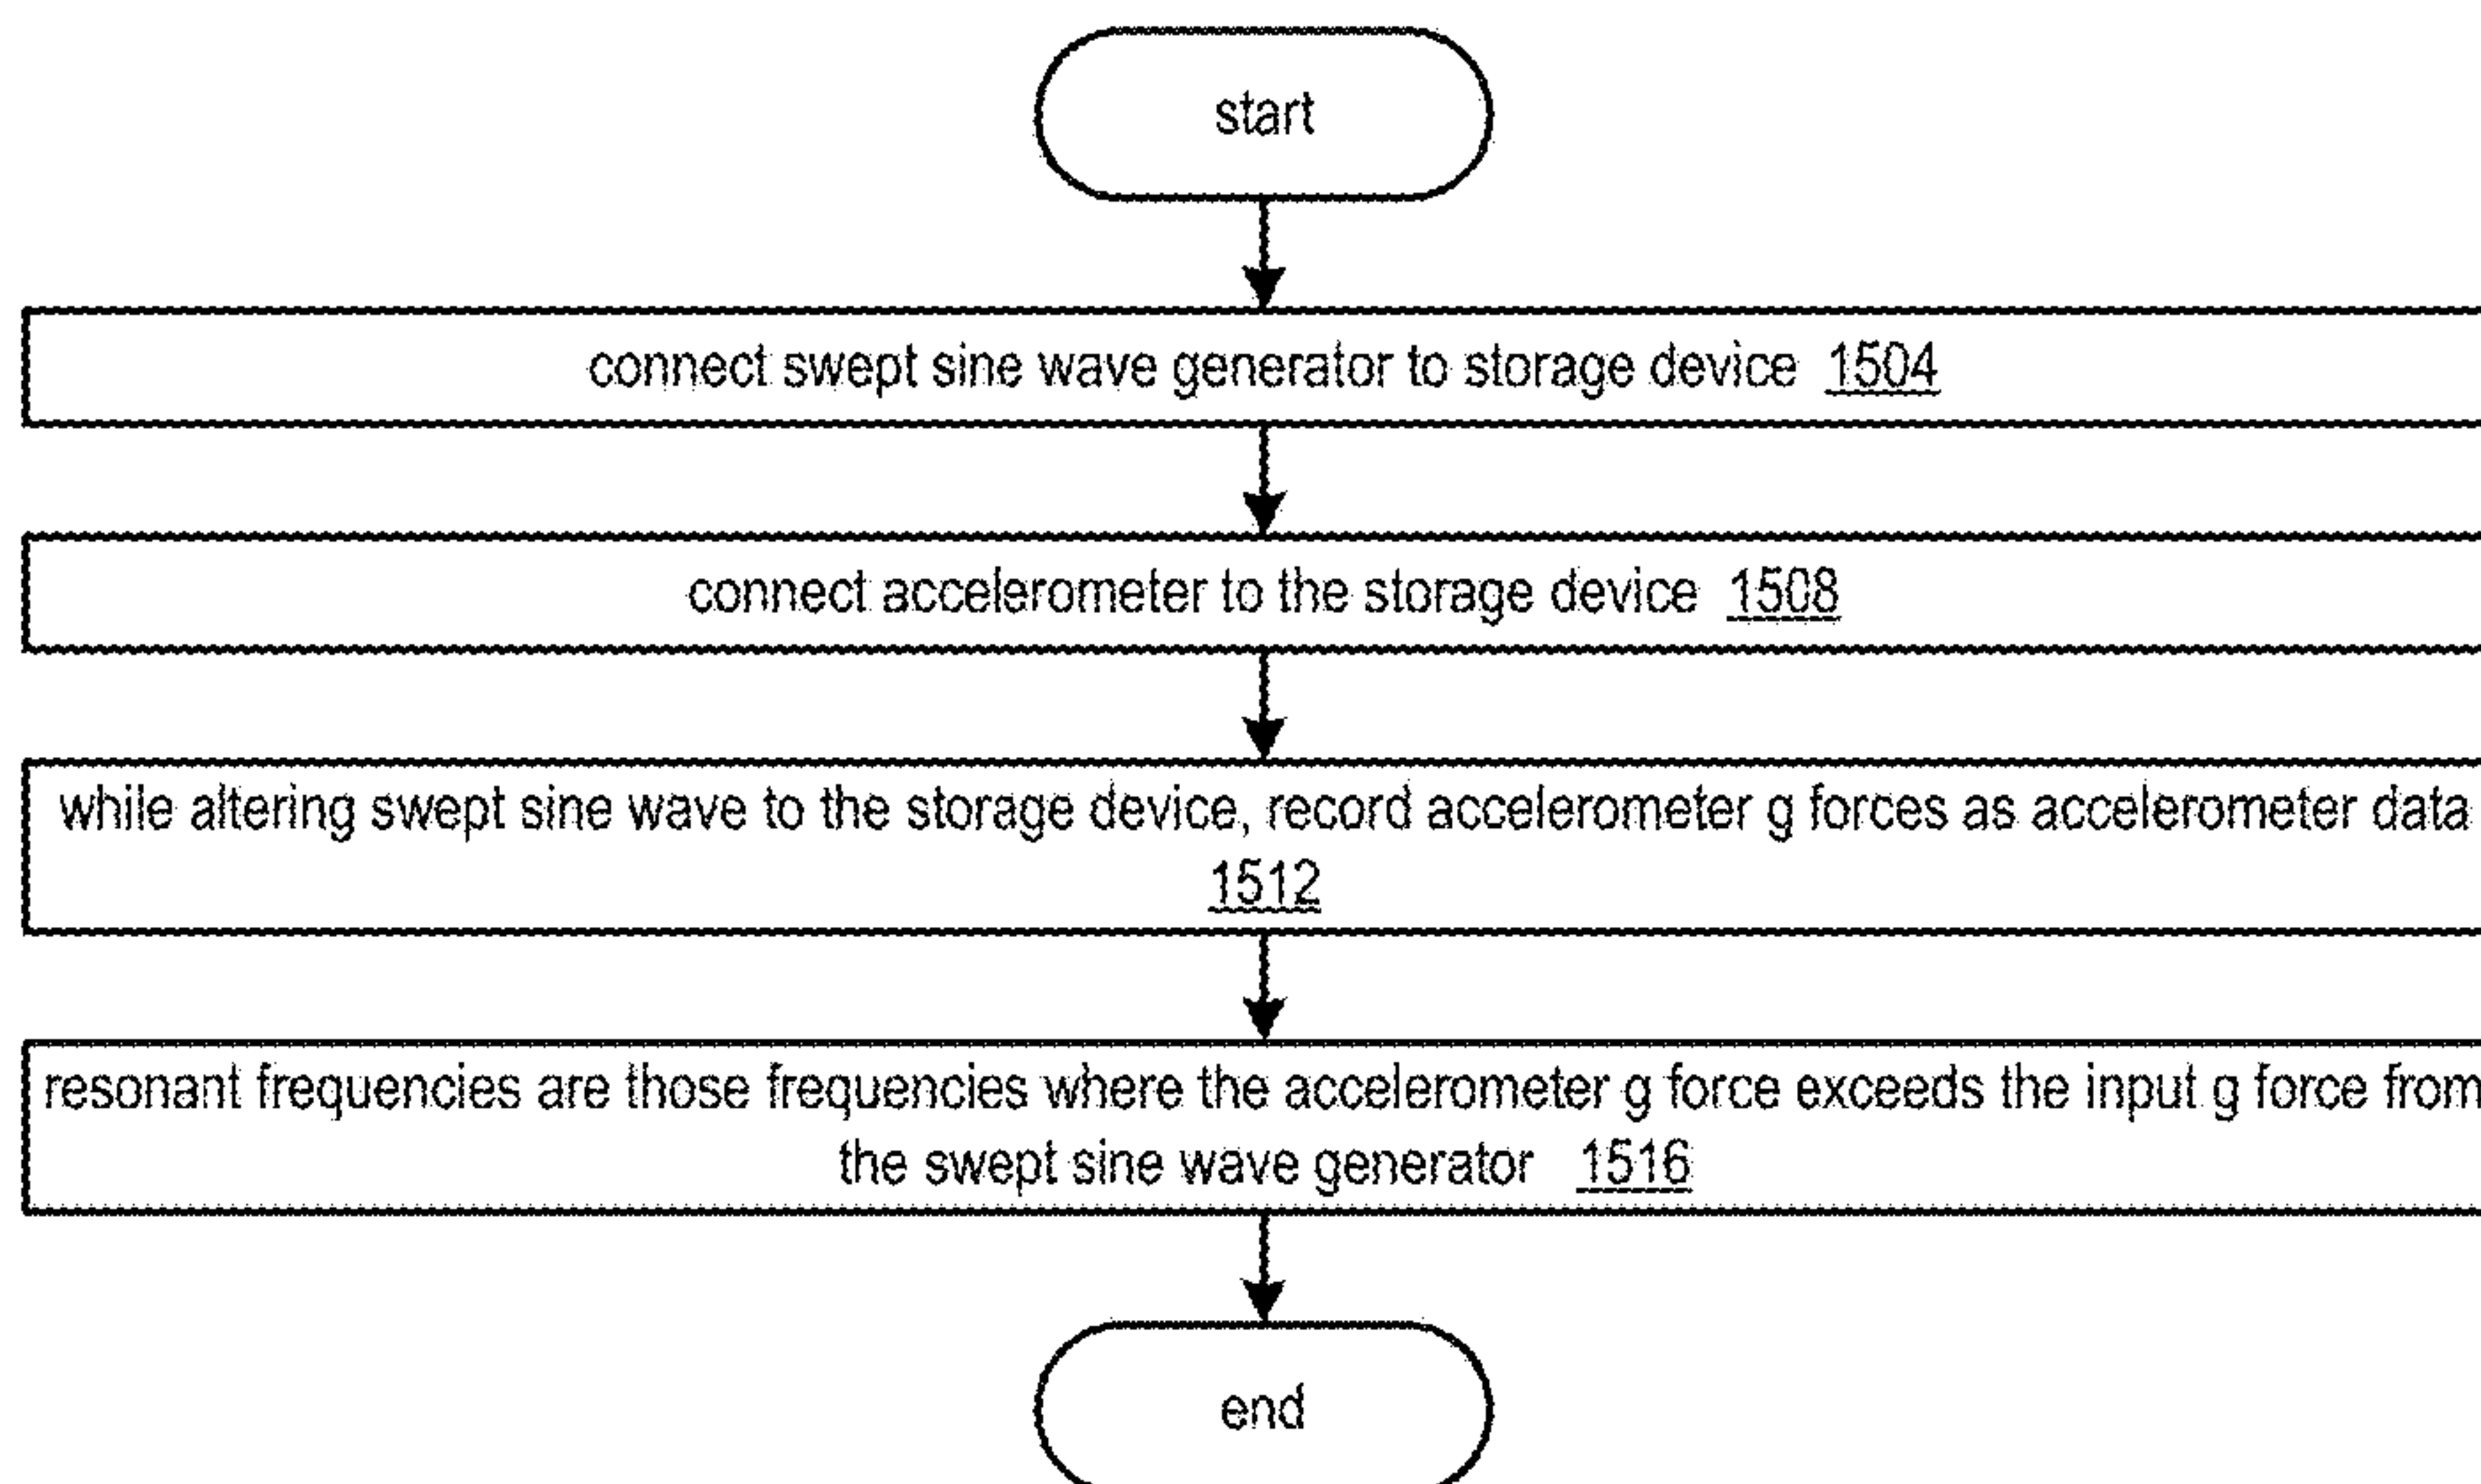 start
connect swept sine wave generator to storage device 1504
connect accelerometer to the storage device 1508
while altering swept sine wave to the storage device, record accelerometer g forces as accelerometer data
1512
resonant frequencies are those frequencies where the accelerometer g force exceeds the input g force from
the swept sine wave generator 1516
end